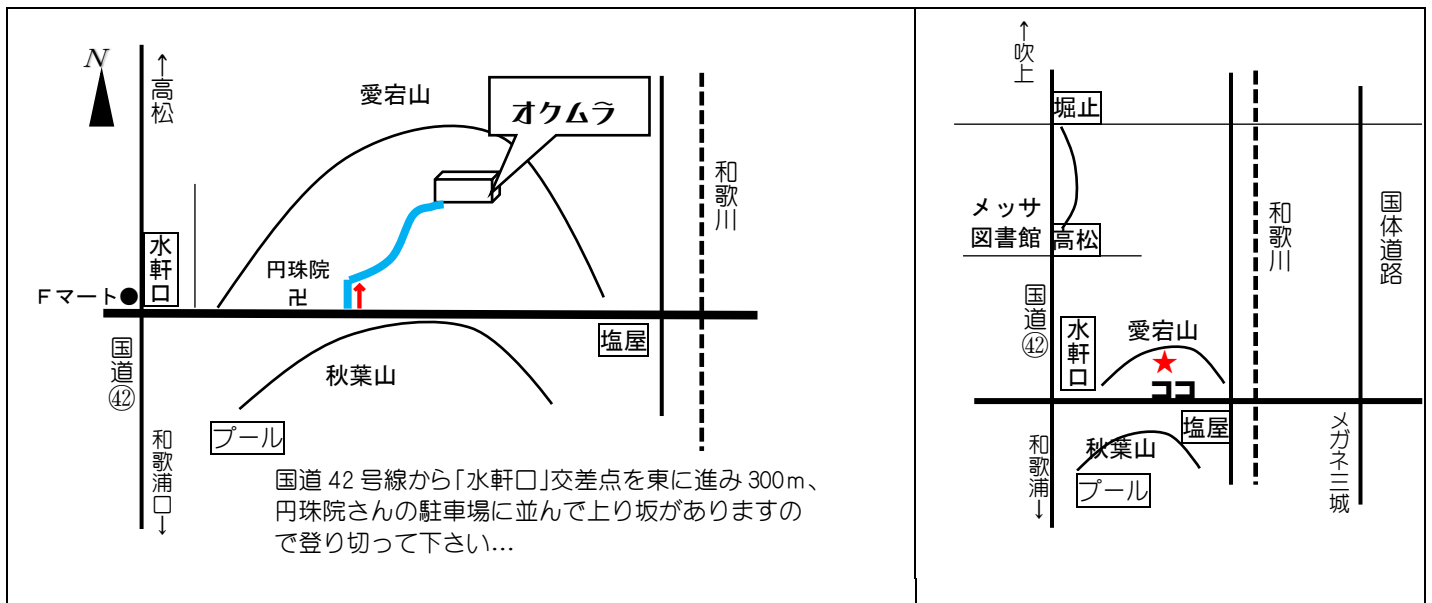 N
↑高松
愛宕山
オクムラ
和歌川
水軒口
円珠院
卍
Fマート●
塩屋
国道㊷
秋葉山
プール
和歌浦口↓
国道42号線から「水軒口」交差点を東に進み300m、
円珠院さんの駐車場に並んで上り坂がありますの
で登り切って下さい…
↑吹上
堀止
メッサ
図書館
高松
和歌川
国体道路
国道㊷
水軒口
愛宕山
★
ココ
塩屋
和歌浦↓
秋葉山
プール
メガネ三城